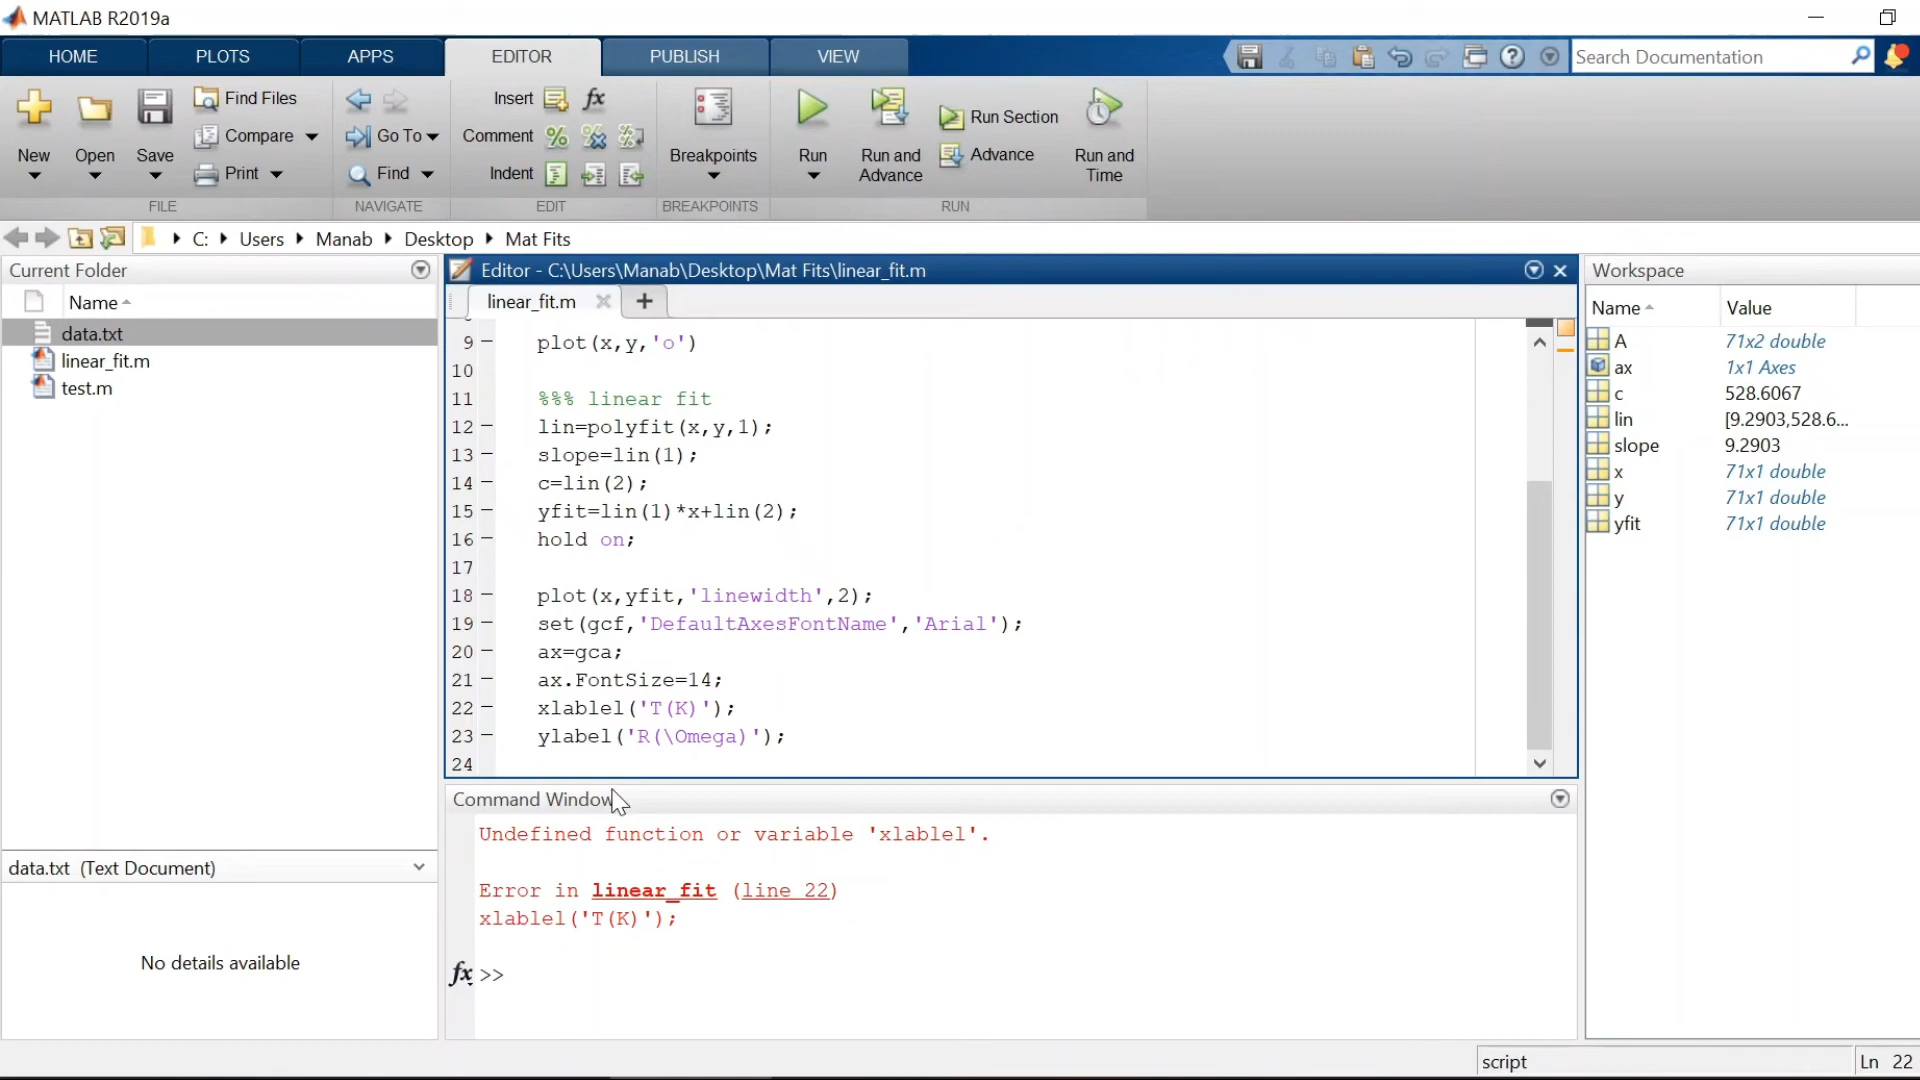 MATLAB R2019a
HOME PLOTS APPS EDITOR PUBLISH VIEW Search Documentation
New Open Save Find Files Compare Print FILE
Go To Find NAVIGATE
Insert fx Comment Indent EDIT
Breakpoints BREAKPOINTS
Run Run and Advance Run Section Advance Run and Time RUN
C: Users Manab Desktop Mat Fits
Current Folder
Name
data.txt
linear_fit.m
test.m
data.txt (Text Document)
No details available
Editor - C:\Users\Manab\Desktop\Mat Fits\linear_fit.m
linear_fit.m
9 – plot(x,y,'o')
10
11 %%% linear fit
12 – lin=polyfit(x,y,1);
13 – slope=lin(1);
14 – c=lin(2);
15 – yfit=lin(1)*x+lin(2);
16 – hold on;
17
18 – plot(x,yfit,'linewidth',2);
19 – set(gcf,'DefaultAxesFontName','Arial');
20 – ax=gca;
21 – ax.FontSize=14;
22 – xlablel('T(K)');
23 – ylabel('R(\Omega)');
24
Command Window
Undefined function or variable 'xlablel'.
Error in linear_fit (line 22)
xlablel('T(K)');
fx >>
Workspace
Name Value
A 71x2 double
ax 1x1 Axes
c 528.6067
lin [9.2903,528.6...
slope 9.2903
x 71x1 double
y 71x1 double
yfit 71x1 double
script Ln 22